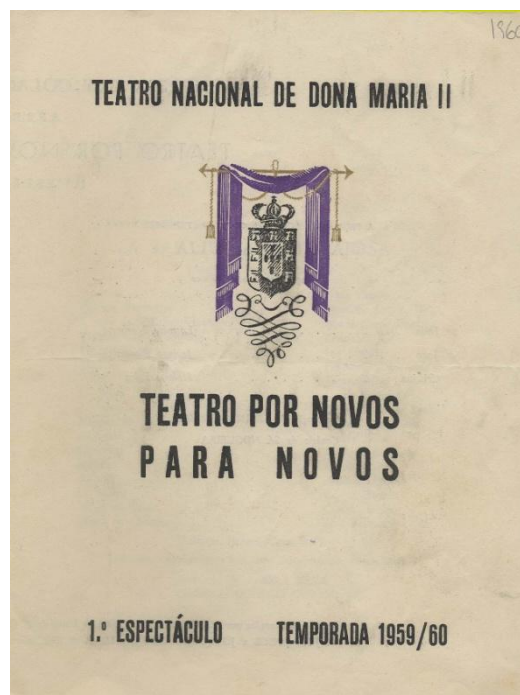 1960
TEATRO NACIONAL DE DONA MARIA II
TEATRO POR NOVOS
PARA NOVOS
1.º ESPECTÁCULO TEMPORADA 1959/60